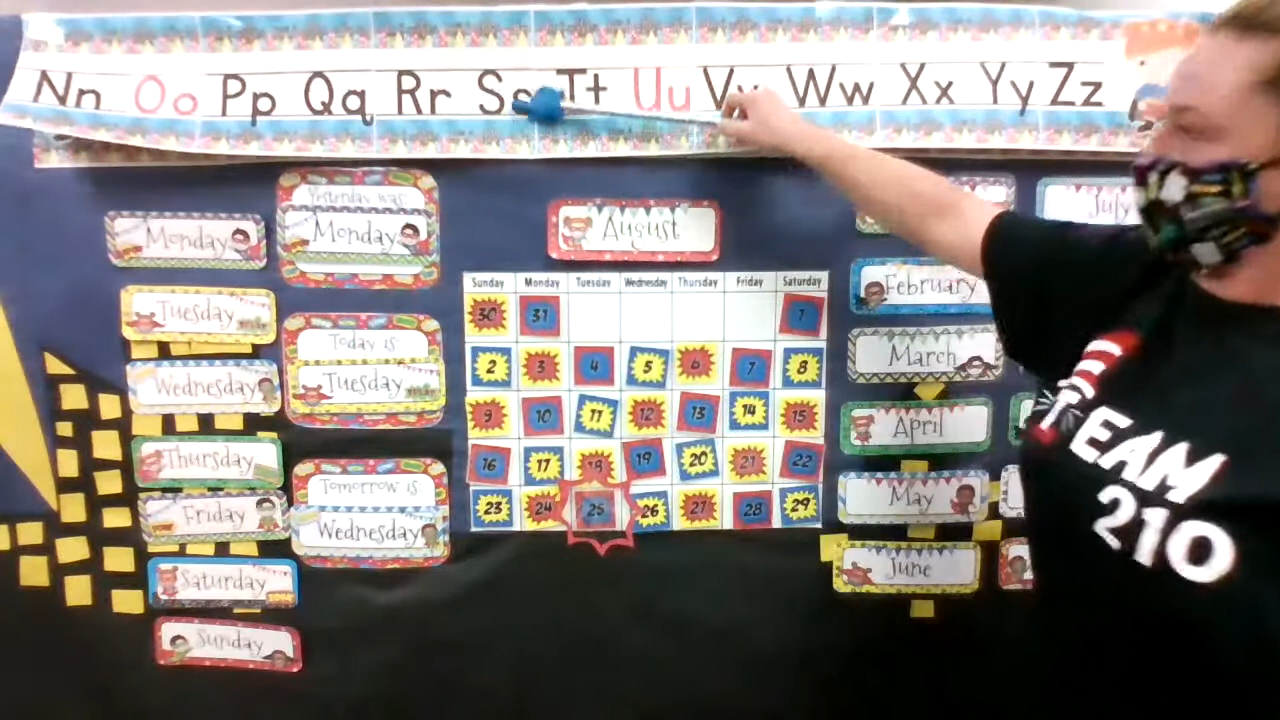 Nn Oo Pp Qq Rr Ss Tt Uu Vv Ww Xx Yy Zz
Monday
Tuesday
Wednesday
Thursday
Friday
Saturday
Sunday
Yesterday was:
Monday
Today is:
Tuesday
Tomorrow is:
Wednesday
August
Sunday Monday Tuesday Wednesday Thursday Friday Saturday
30 31 1
2 3 4 5 6 7 8
9 10 11 12 13 14 15
16 17 18 19 20 21 22
23 24 25 26 27 28 29
February
March
April
May
June
July
TEAM
210